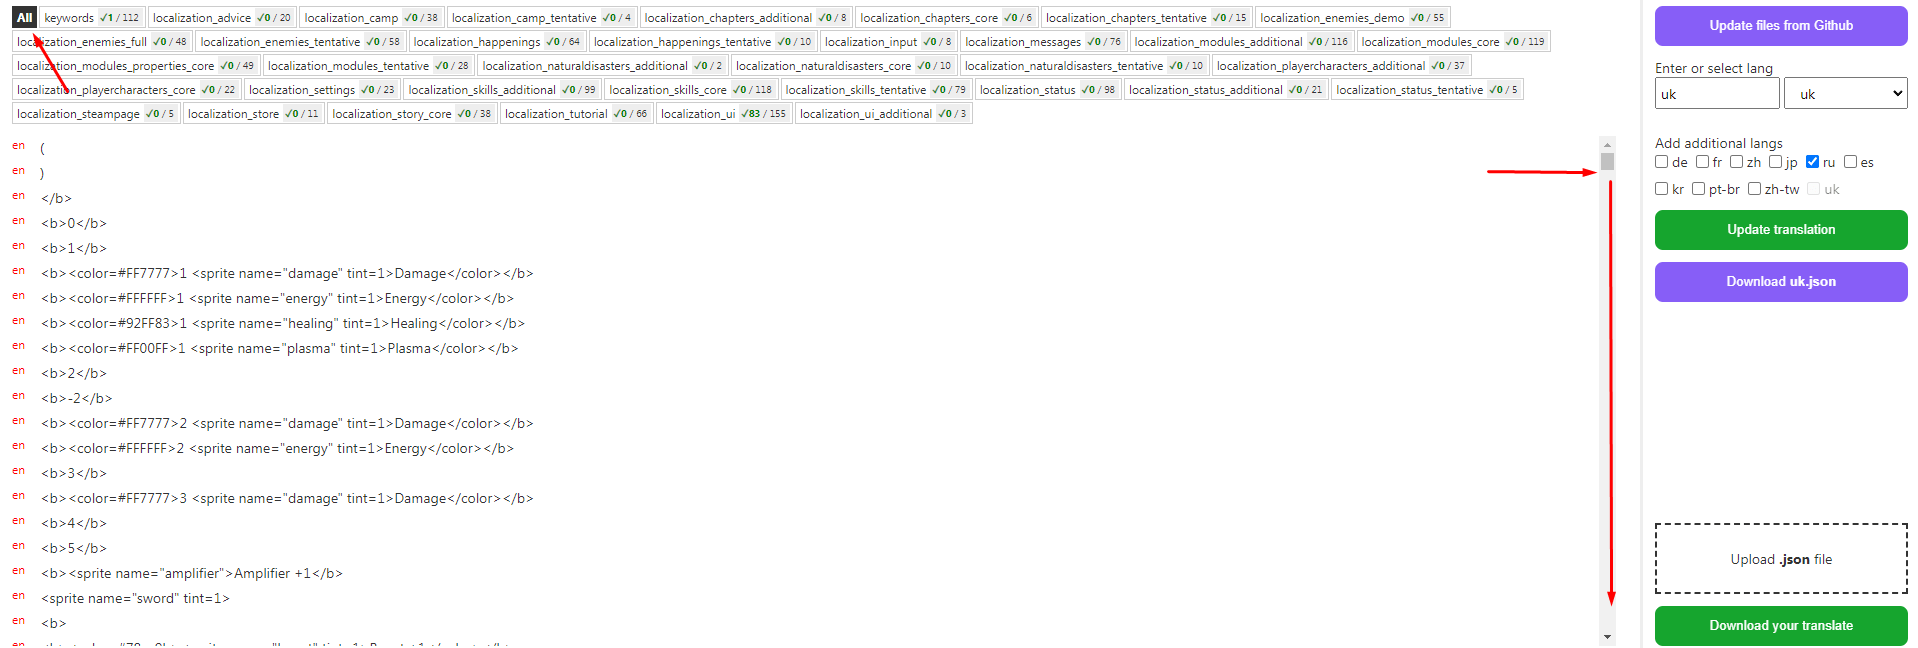 All keywords ✓1 / 112 localization_advice ✓0 / 20 localization_camp ✓0 / 38 localization_camp_tentative ✓0 / 4 localization_chapters_additional ✓0 / 8 localization_chapters_core ✓0 / 6 localization_chapters_tentative ✓0 / 15 localization_enemies_demo ✓0 / 55
localization_enemies_full ✓0 / 48 localization_enemies_tentative ✓0 / 58 localization_happenings ✓0 / 64 localization_happenings_tentative ✓0 / 10 localization_input ✓0 / 8 localization_messages ✓0 / 76 localization_modules_additional ✓0 / 116 localization_modules_core ✓0 / 119
localization_modules_properties_core ✓0 / 49 localization_modules_tentative ✓0 / 28 localization_naturaldisasters_additional ✓0 / 2 localization_naturaldisasters_core ✓0 / 10 localization_naturaldisasters_tentative ✓0 / 10 localization_playercharacters_additional ✓0 / 37
localization_playercharacters_core ✓0 / 22 localization_settings ✓0 / 23 localization_skills_additional ✓0 / 99 localization_skills_core ✓0 / 118 localization_skills_tentative ✓0 / 79 localization_status ✓0 / 98 localization_status_additional ✓0 / 21 localization_status_tentative ✓0 / 5
localization_steampage ✓0 / 5 localization_store ✓0 / 11 localization_story_core ✓0 / 38 localization_tutorial ✓0 / 66 localization_ui ✓83 / 155 localization_ui_additional ✓0 / 3
en (
en )
en </b>
en <b>0</b>
en <b>1</b>
en <b><color=#FF7777>1 <sprite name="damage" tint=1>Damage</color></b>
en <b><color=#FFFFFF>1 <sprite name="energy" tint=1>Energy</color></b>
en <b><color=#92FF83>1 <sprite name="healing" tint=1>Healing</color></b>
en <b><color=#FF00FF>1 <sprite name="plasma" tint=1>Plasma</color></b>
en <b>2</b>
en <b>-2</b>
en <b><color=#FF7777>2 <sprite name="damage" tint=1>Damage</color></b>
en <b><color=#FFFFFF>2 <sprite name="energy" tint=1>Energy</color></b>
en <b>3</b>
en <b><color=#FF7777>3 <sprite name="damage" tint=1>Damage</color></b>
en <b>4</b>
en <b>5</b>
en <b><sprite name="amplifier">Amplifier +1</b>
en <sprite name="sword" tint=1>
en <b>
en
Update files from Github
Enter or select lang
uk uk
Add additional langs
de fr zh jp ru es
kr pt-br zh-tw uk
Update translation
Download uk.json
Upload .json file
Download your translate